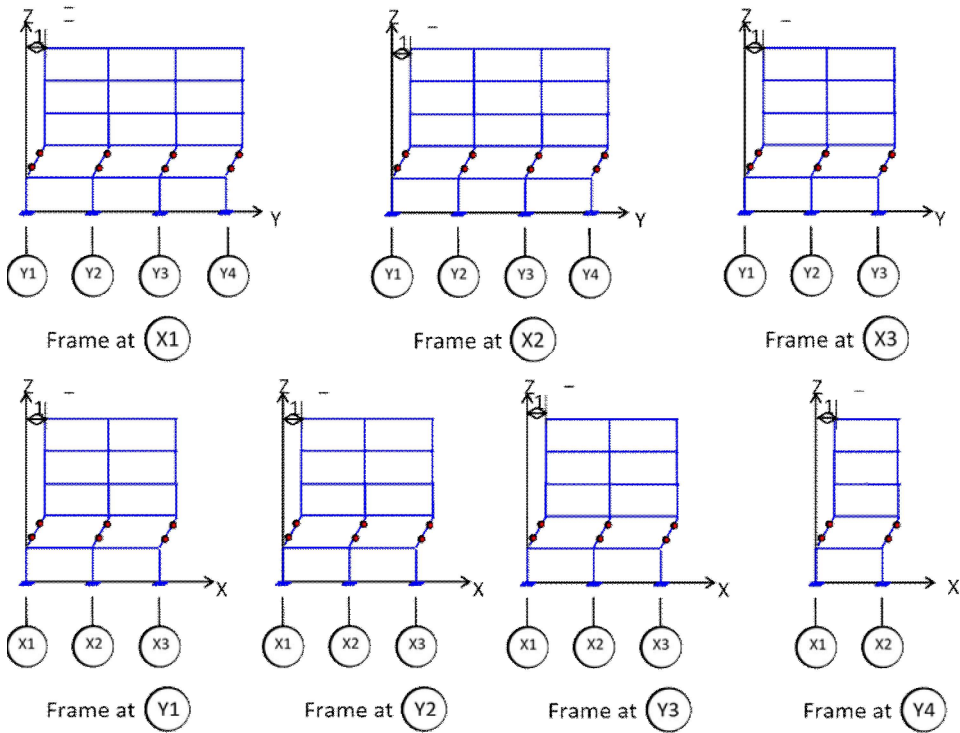 Z Z Z
1 1 1
Y Y Y
Y1 Y2 Y3 Y4 Y1 Y2 Y3 Y4 Y1 Y2 Y3
Frame at X1 Frame at X2 Frame at X3
Z Z Z Z
1 1 1 1
X X X X
X1 X2 X3 X1 X2 X3 X1 X2 X3 X1 X2
Frame at Y1 Frame at Y2 Frame at Y3 Frame at Y4